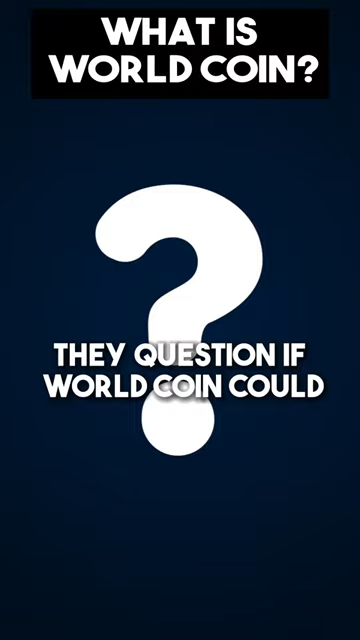 WHAT IS
WORLD COIN?
THEY QUESTION IF
WORLD COIN COULD